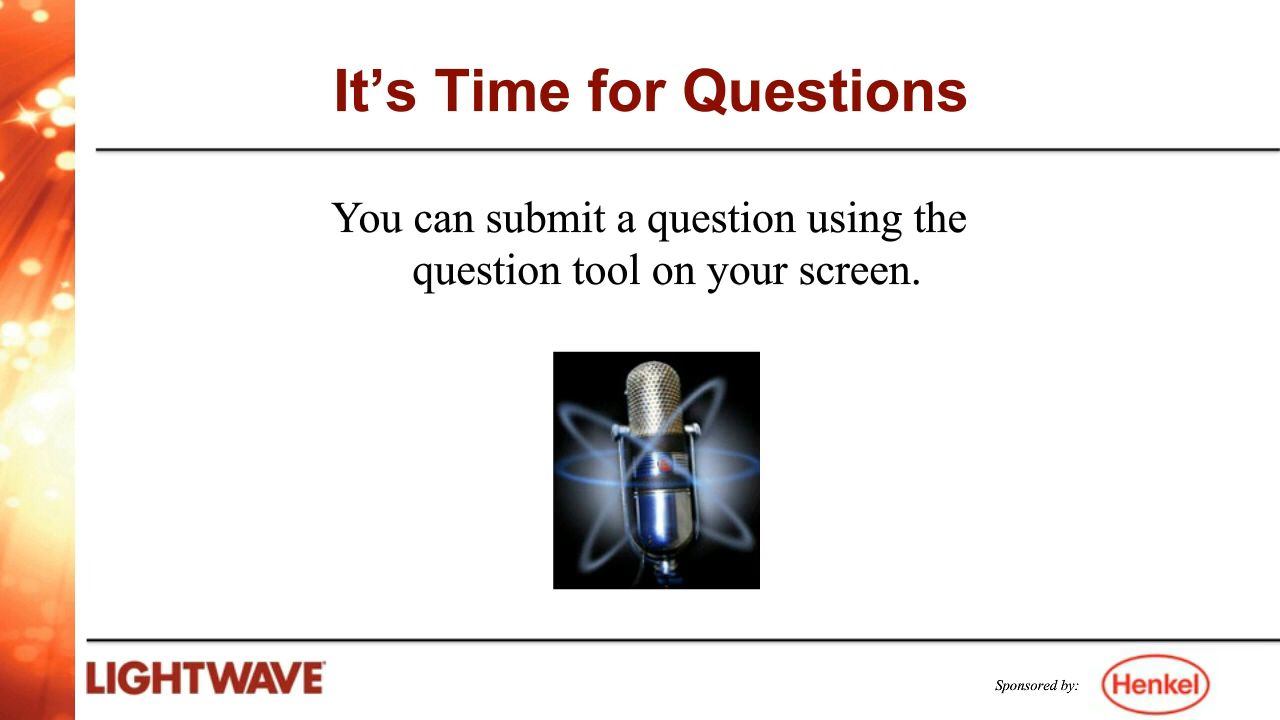 It’s Time for Questions
You can submit a question using the
question tool on your screen.
LIGHTWAVE
Sponsored by:
Henkel